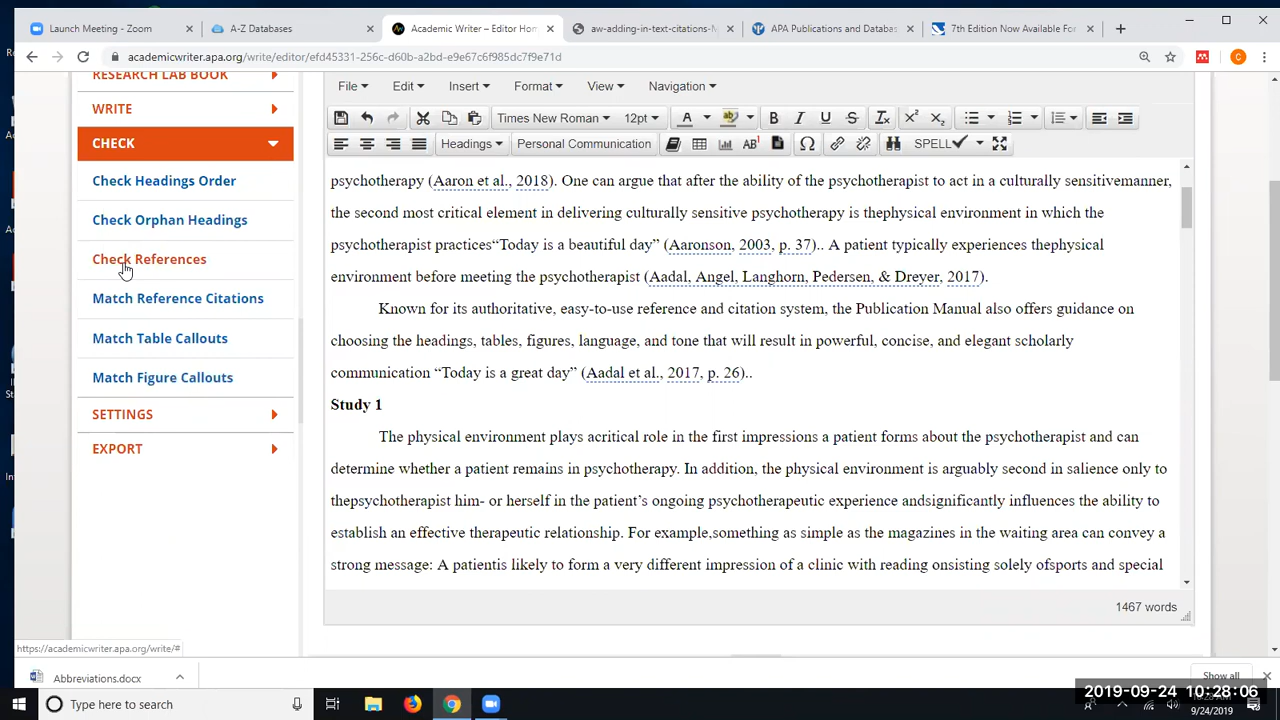 Launch Meeting - Zoom
A-Z Databases
Academic Writer – Editor Hom
aw-adding-in-text-citations-N
APA Publications and Databas
7th Edition Now Available For
academicwriter.apa.org/write/editor/efd45331-256c-d60b-a2bd-e9e67c6f985dc7f9e71d
C
RESEARCH LAB BOOK
WRITE
CHECK
Check Headings Order
Check Orphan Headings
Check References
Match Reference Citations
Match Table Callouts
Match Figure Callouts
SETTINGS
EXPORT
File Edit Insert Format View Navigation
Times New Roman 12pt A B I U
Headings Personal Communication SPELL
psychotherapy (Aaron et al., 2018). One can argue that after the ability of the psychotherapist to act in a culturally sensitivemanner,
the second most critical element in delivering culturally sensitive psychotherapy is thephysical environment in which the
psychotherapist practices“Today is a beautiful day” (Aaronson, 2003, p. 37).. A patient typically experiences thephysical
environment before meeting the psychotherapist (Aadal, Angel, Langhorn, Pedersen, & Dreyer, 2017).
Known for its authoritative, easy-to-use reference and citation system, the Publication Manual also offers guidance on
choosing the headings, tables, figures, language, and tone that will result in powerful, concise, and elegant scholarly
communication “Today is a great day” (Aadal et al., 2017, p. 26)..
Study 1
The physical environment plays acritical role in the first impressions a patient forms about the psychotherapist and can
determine whether a patient remains in psychotherapy. In addition, the physical environment is arguably second in salience only to
thepsychotherapist him- or herself in the patient’s ongoing psychotherapeutic experience andsignificantly influences the ability to
establish an effective therapeutic relationship. For example,something as simple as the magazines in the waiting area can convey a
strong message: A patientis likely to form a very different impression of a clinic with reading onsisting solely ofsports and special
1467 words
https://academicwriter.apa.org/write/#
Abbreviations.docx
Show all
Type here to search
2019-09-24 10:28:06
9/24/2019